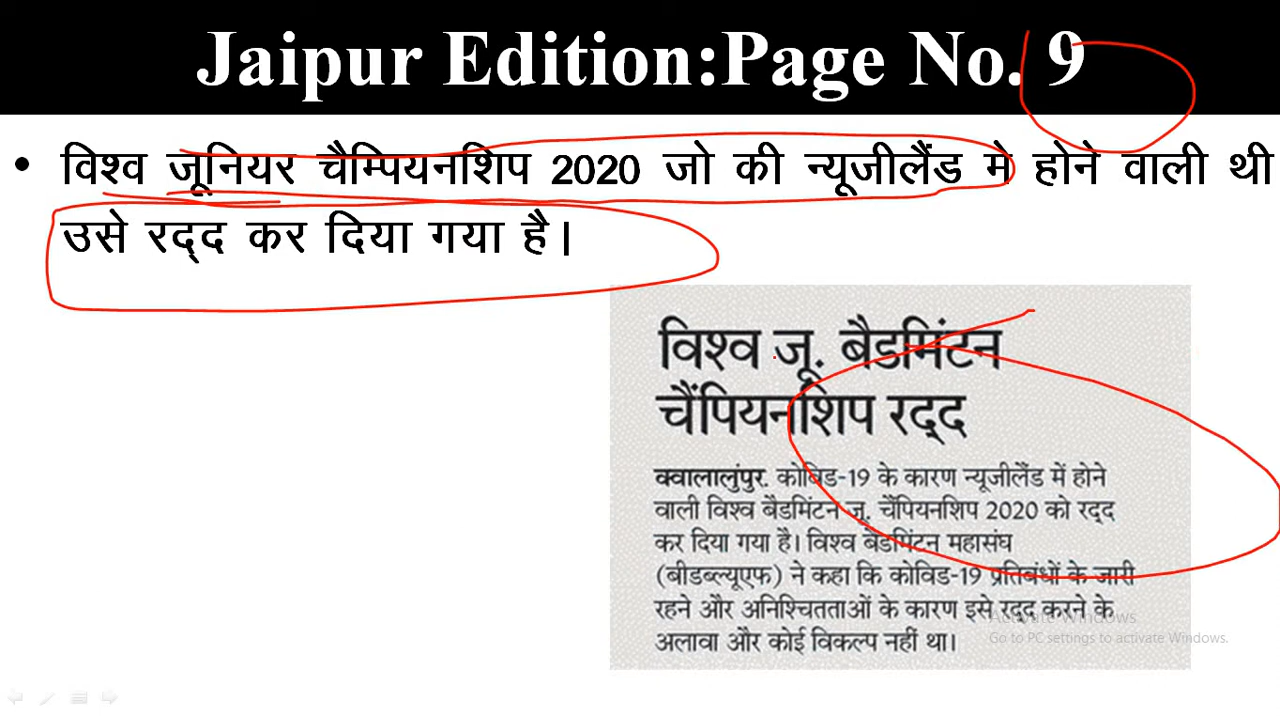 Jaipur Edition:Page No. 9
• विश्व जूनियर चैम्पियनशिप 2020 जो की न्यूजीलैंड मे होने वाली थी
उसे रद्द कर दिया गया है।
विश्व जू. बैडमिंटन
चैंपियनशिप रद्द
क्वालालुंपुर. कोविड-19 के कारण न्यूजीलैंड में होने
वाली विश्व बैडमिंटन जू. चैंपियनशिप 2020 को रद्द
कर दिया गया है। विश्व बैडमिंटन महासंघ
(बीडब्ल्यूएफ) ने कहा कि कोविड-19 प्रतिबंधों के जारी
रहने और अनिश्चितताओं के कारण इसे रद्द करने के
अलावा और कोई विकल्प नहीं था।
Activate Windows
Go to PC settings to activate Windows.